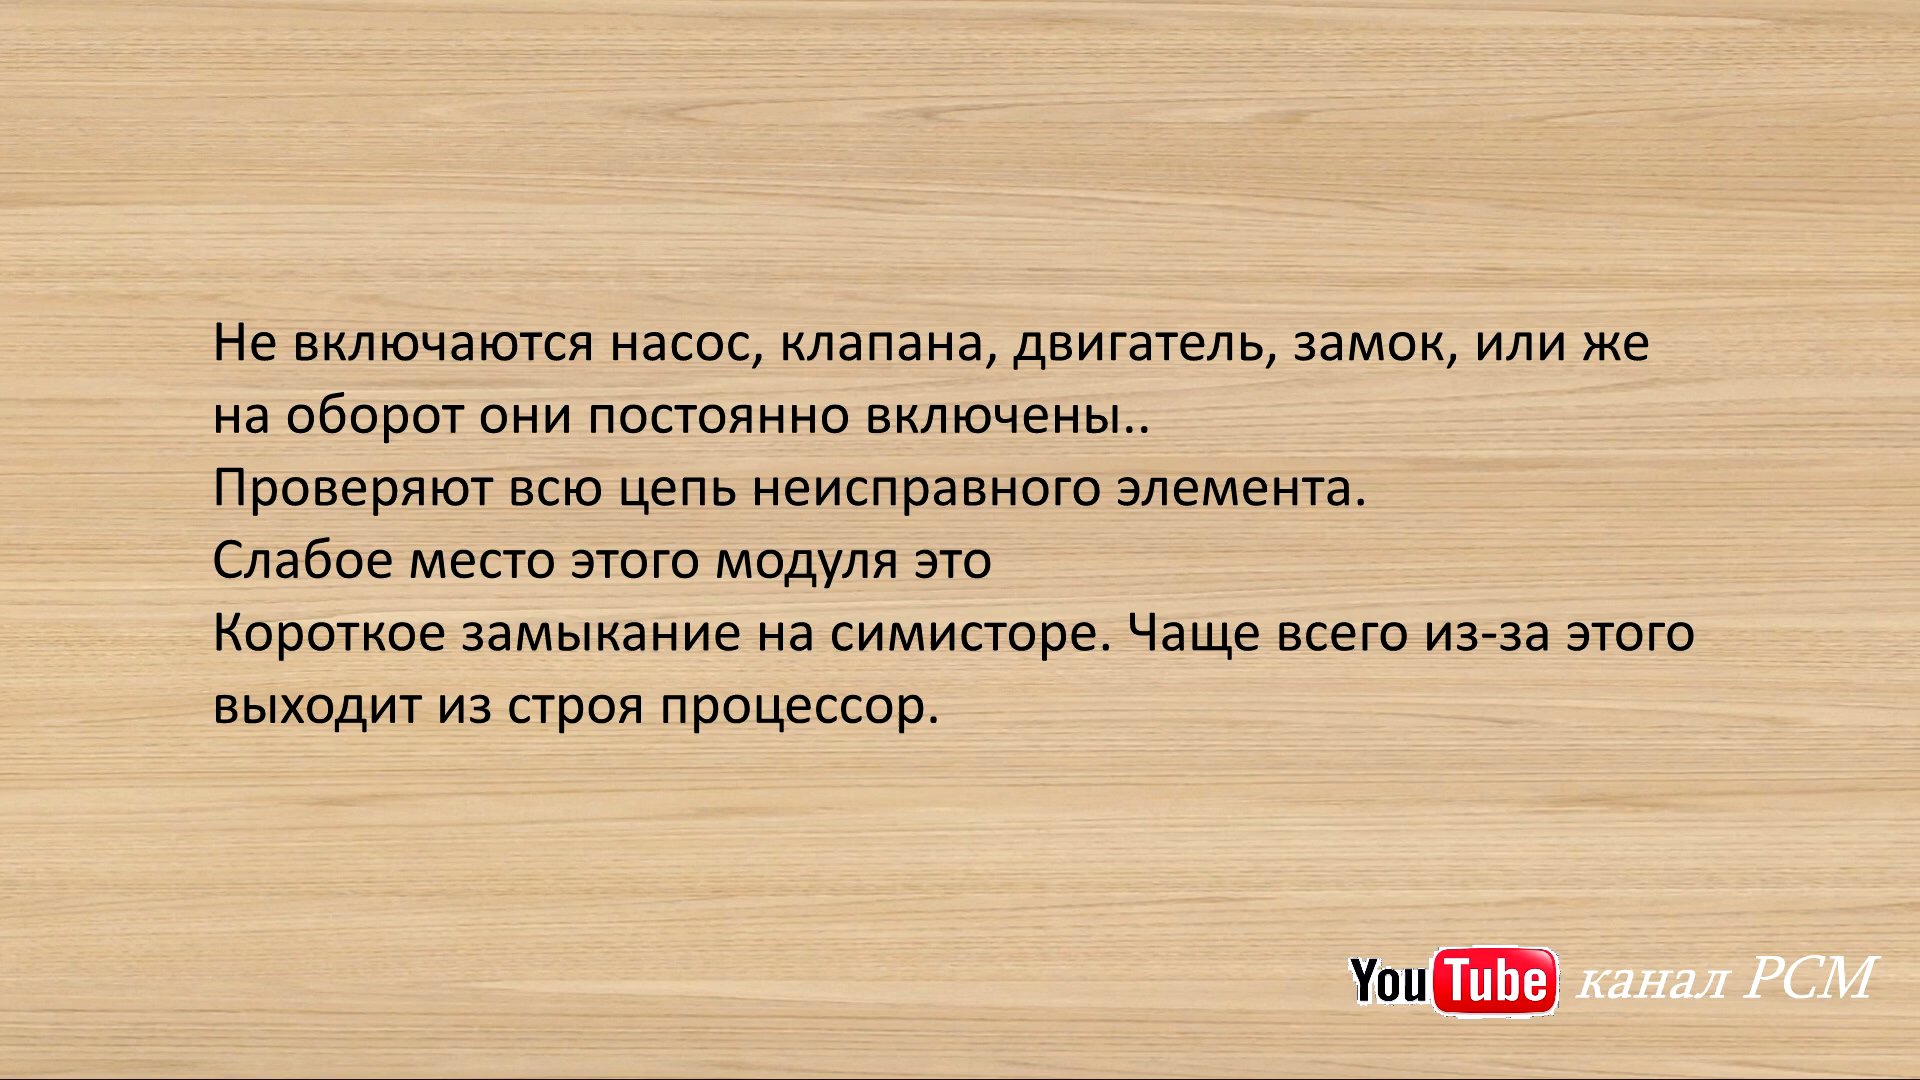 Не включаются насос, клапана, двигатель, замок, или же
на оборот они постоянно включены..
Проверяют всю цепь неисправного элемента.
Слабое место этого модуля это
Короткое замыкание на симисторе. Чаще всего из-за этого
выходит из строя процессор.
YouTube канал РСМ